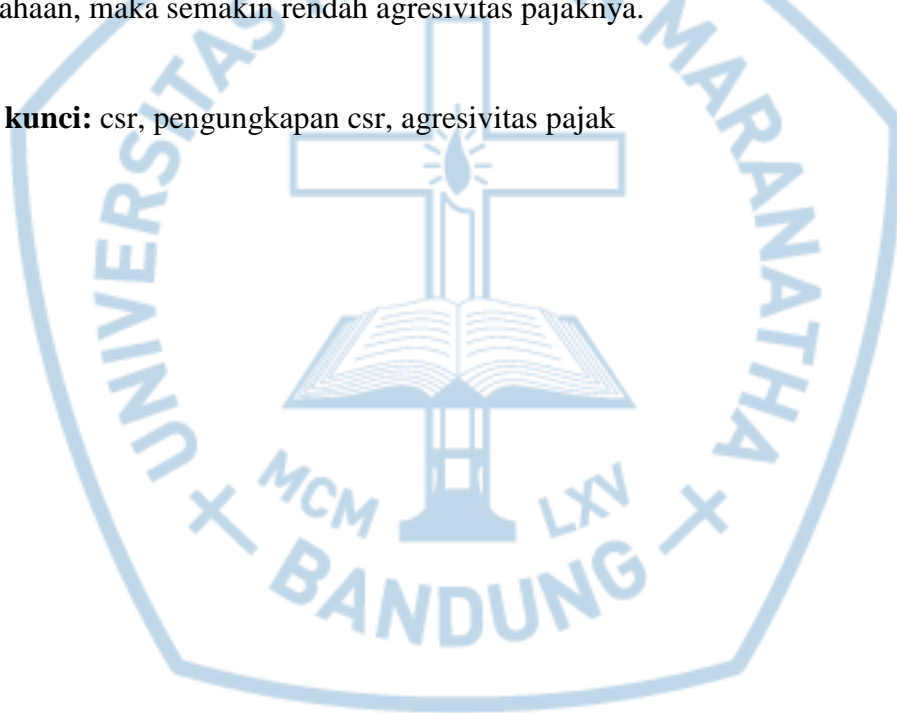 ahaan, maka semakin rendah agresivitas pajaknya.
kunci: csr, pengungkapan csr, agresivitas pajak
UNIVERSITAS
MARANATHA
MCM
LXV
BANDUNG